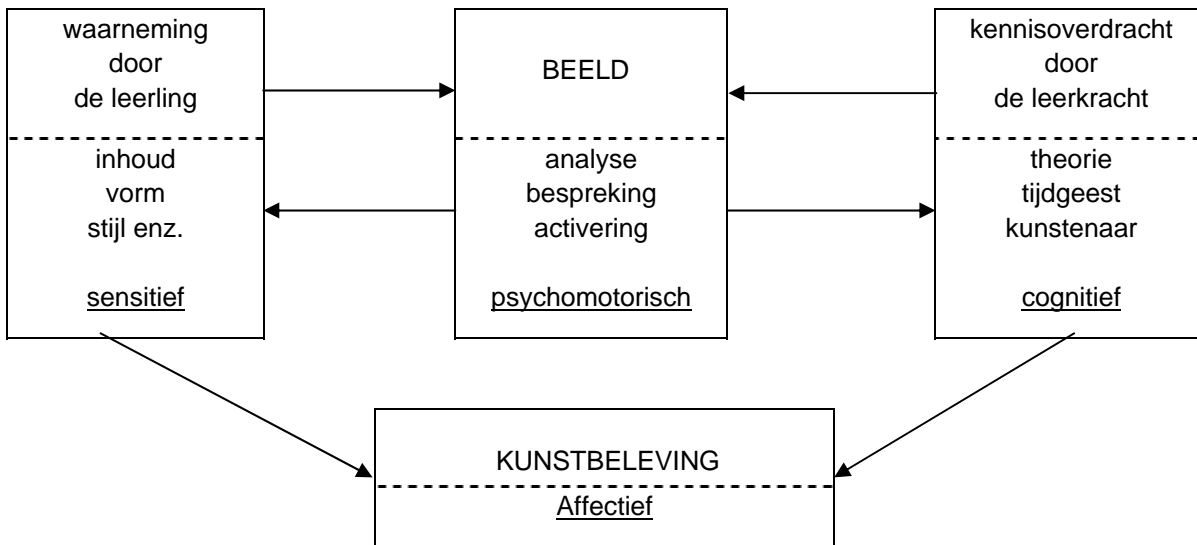 waarneming
door
de leerling
inhoud
vorm
stijl enz.
sensitief
BEELD
analyse
bespreking
activering
psychomotorisch
kennisoverdracht
door
de leerkracht
theorie
tijdgeest
kunstenaar
cognitief
KUNSTBELEVING
Affectief